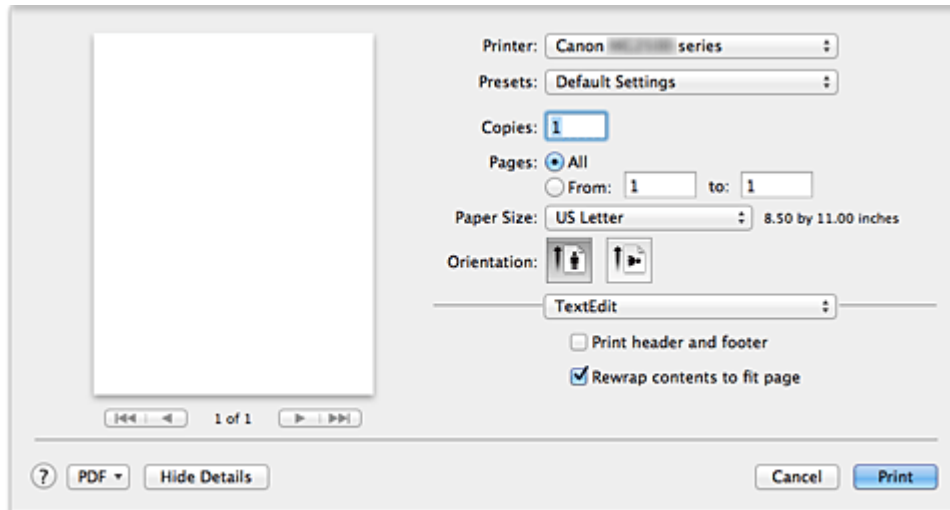 Printer: Canon series
Presets: Default Settings
Copies: 1
Pages: All
From: 1 to: 1
Paper Size: US Letter 8.50 by 11.00 inches
Orientation:
TextEdit
Print header and footer
Rewrap contents to fit page
1 of 1
? PDF Hide Details Cancel Print